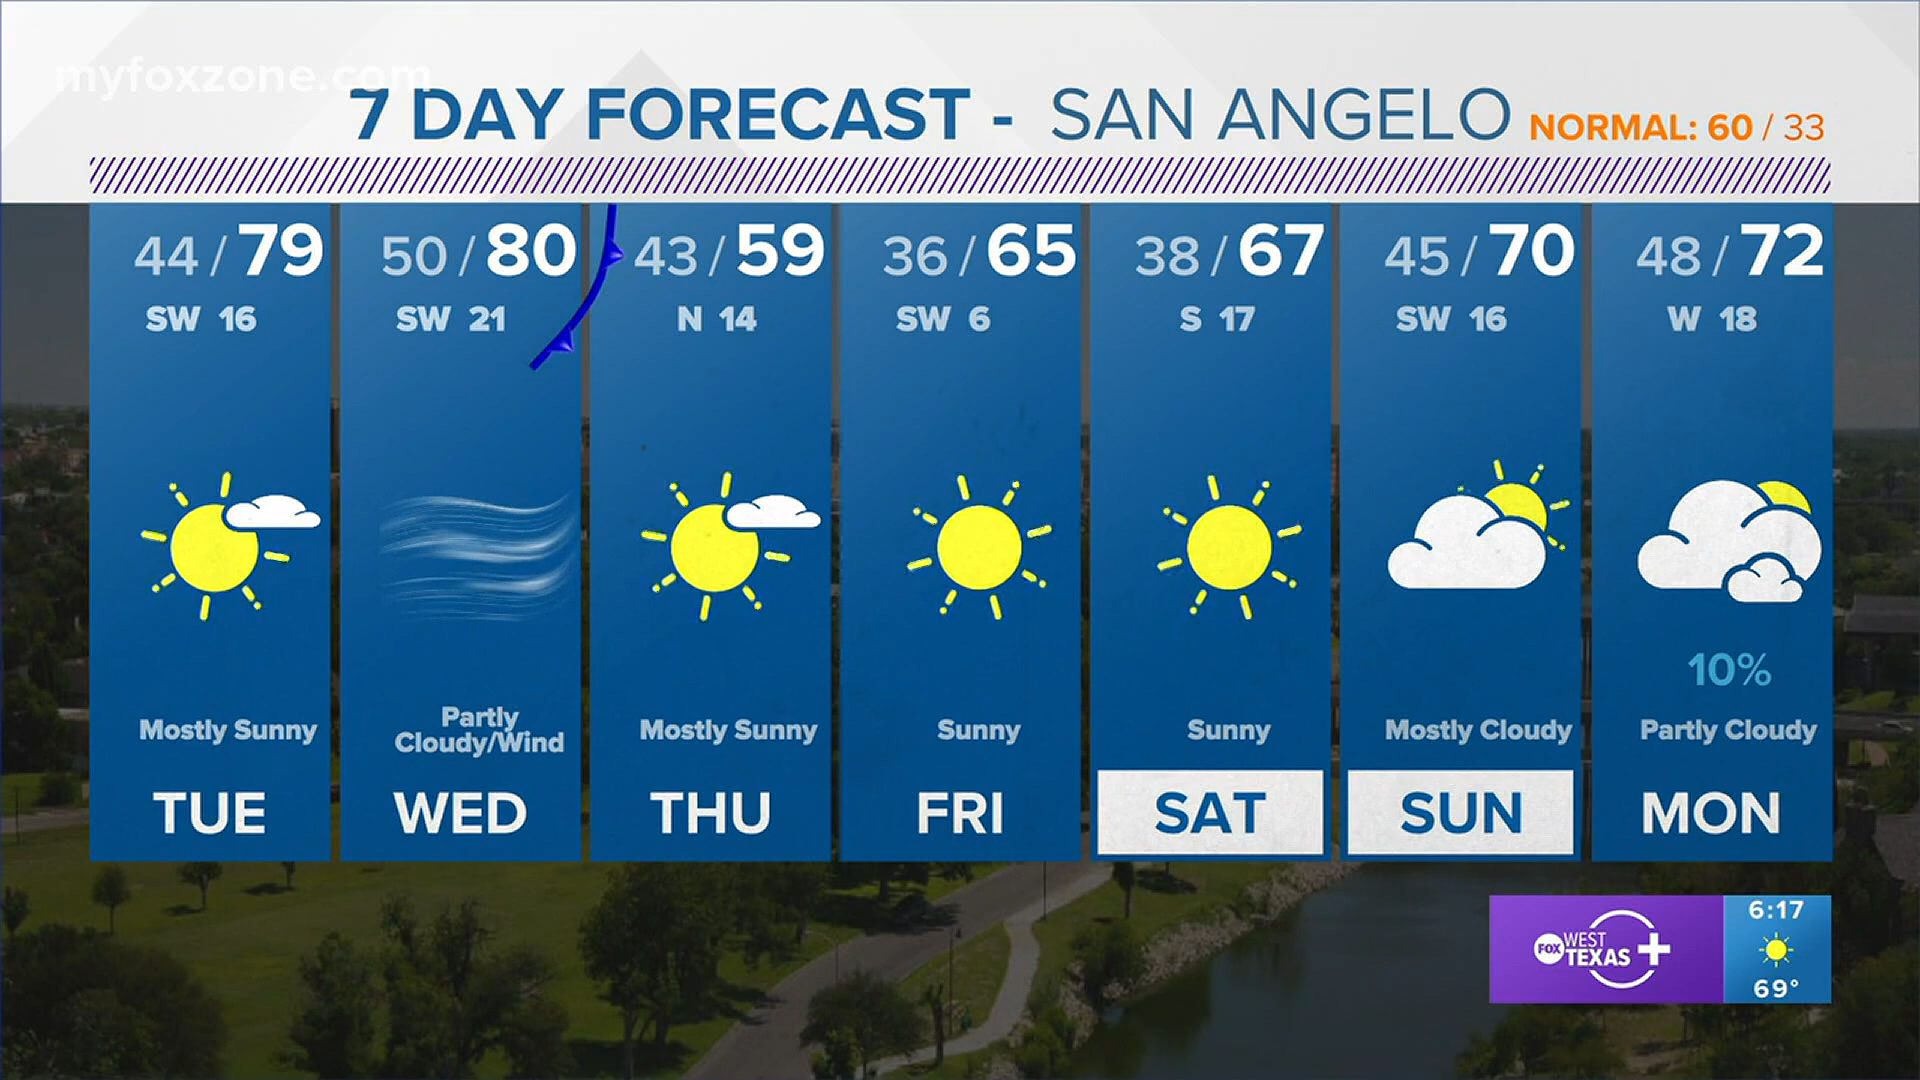 myfoxzone.com
7 DAY FORECAST - SAN ANGELO NORMAL: 60 / 33
44 / 79
SW 16
Mostly Sunny
TUE
50 / 80
SW 21
Partly
Cloudy/Wind
WED
43 / 59
N 14
Mostly Sunny
THU
36 / 65
SW 6
Sunny
FRI
38 / 67
S 17
Sunny
SAT
45 / 70
SW 16
Mostly Cloudy
SUN
48 / 72
W 18
10%
Partly Cloudy
MON
FOX WEST
TEXAS +
6:17
69°